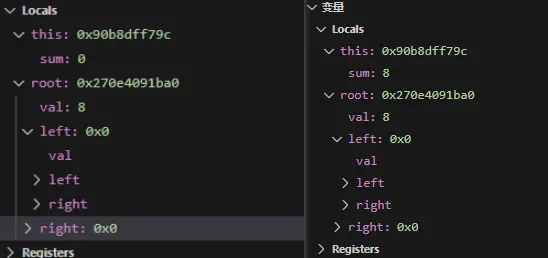 Locals
this: 0x90b8dff79c
sum: 0
root: 0x270e4091ba0
val: 8
left: 0x0
val
left
right
right: 0x0
Registers
变量
Locals
this: 0x90b8dff79c
sum: 8
root: 0x270e4091ba0
val: 8
left: 0x0
val
left
right
right: 0x0
Registers